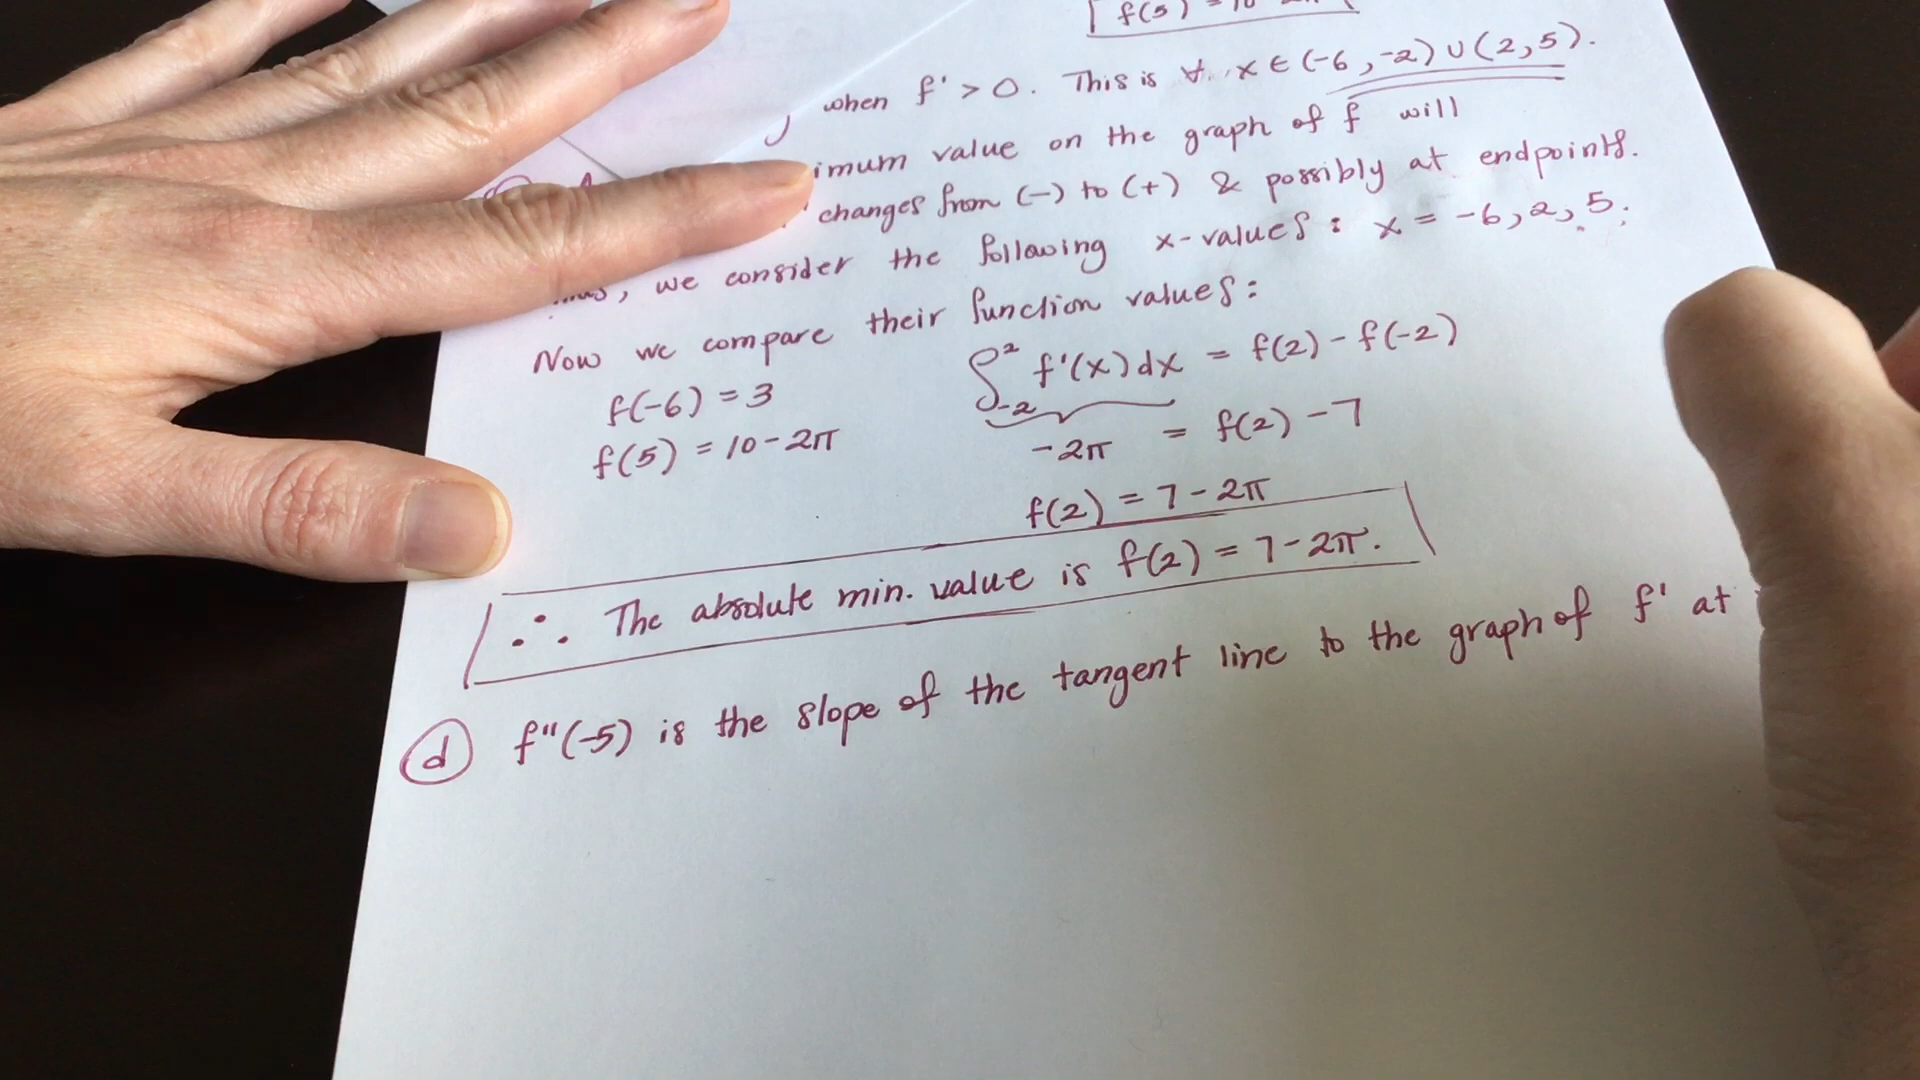 f(5) = 10
when f' > 0. This is ∀ x ∈ (-6, -2) ∪ (2, 5).
imum value on the graph of f will
changes from (-) to (+) & possibly at endpoints.
, we consider the following x-values: x = -6, 2, 5.
Now we compare their function values:
f(-6) = 3
f(5) = 10 - 2π
∫_{-2}^{2} f'(x)dx = f(2) - f(-2)
-2π = f(2) - 7
f(2) = 7 - 2π
∴ The absolute min. value is f(2) = 7 - 2π.
(d) f''(-5) is the slope of the tangent line to the graph of f' at